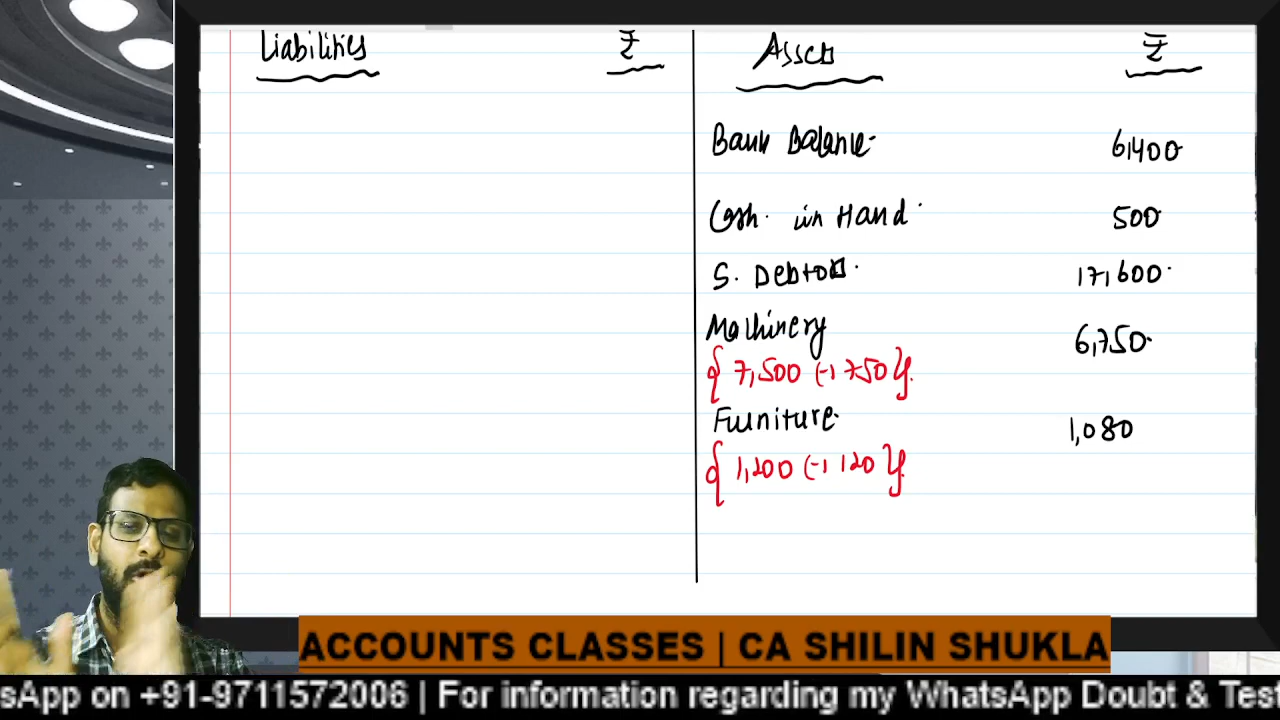 Liabilities ₹ Assets ₹
Bank Balance 6,400
Cash in Hand 500
S. Debtors 17,600
Machinery 6,750
{ 7,500 (-) 750 }
Furniture 1,080
{ 1,200 (-) 120 }
ACCOUNTS CLASSES | CA SHILIN SHUKLA
sApp on +91-9711572006 | For information regarding my WhatsApp Doubt & Test